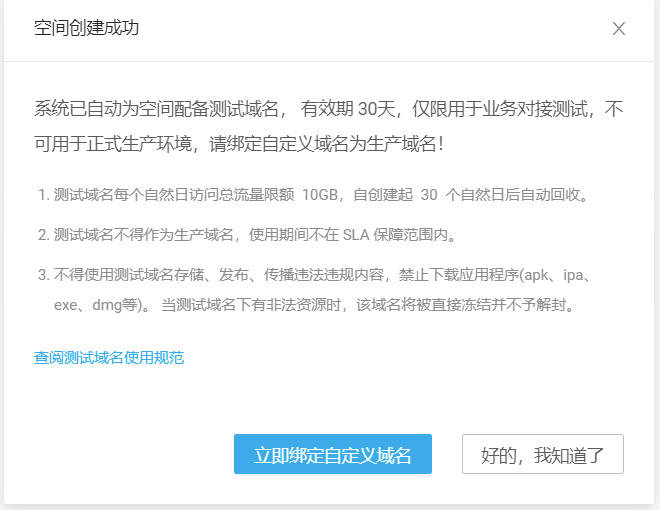 空间创建成功
系统已自动为空间配备测试域名， 有效期 30天，仅限用于业务对接测试，不
可用于正式生产环境，请绑定自定义域名为生产域名！
1. 测试域名每个自然日访问总流量限额 10GB，自创建起 30 个自然日后自动回收。
2. 测试域名不得作为生产域名，使用期间不在 SLA 保障范围内。
3. 不得使用测试域名存储、发布、传播违法违规内容，禁止下载应用程序(apk、ipa、
exe、dmg等)。 当测试域名下有非法资源时，该域名将被直接冻结并不予解封。
查阅测试域名使用规范
立即绑定自定义域名
好的，我知道了